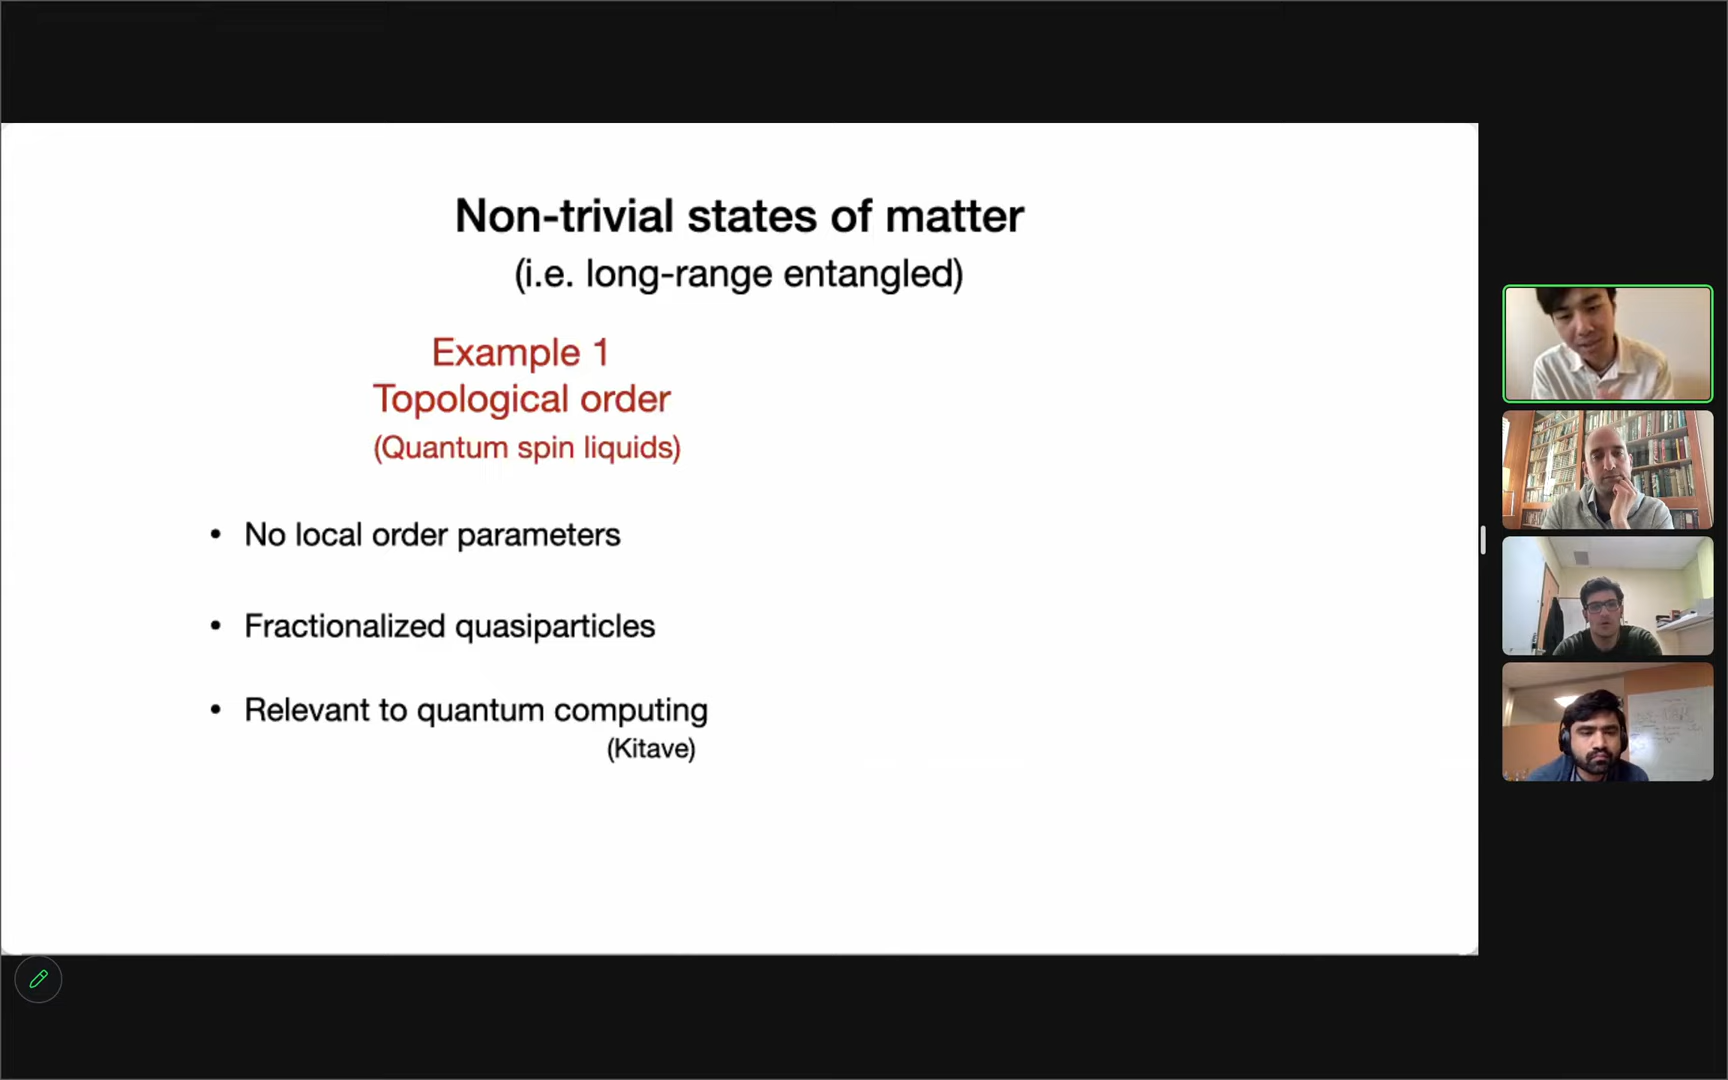 Non-trivial states of matter
(i.e. long-range entangled)
Example 1
Topological order
(Quantum spin liquids)
• No local order parameters
• Fractionalized quasiparticles
• Relevant to quantum computing
(Kitave)